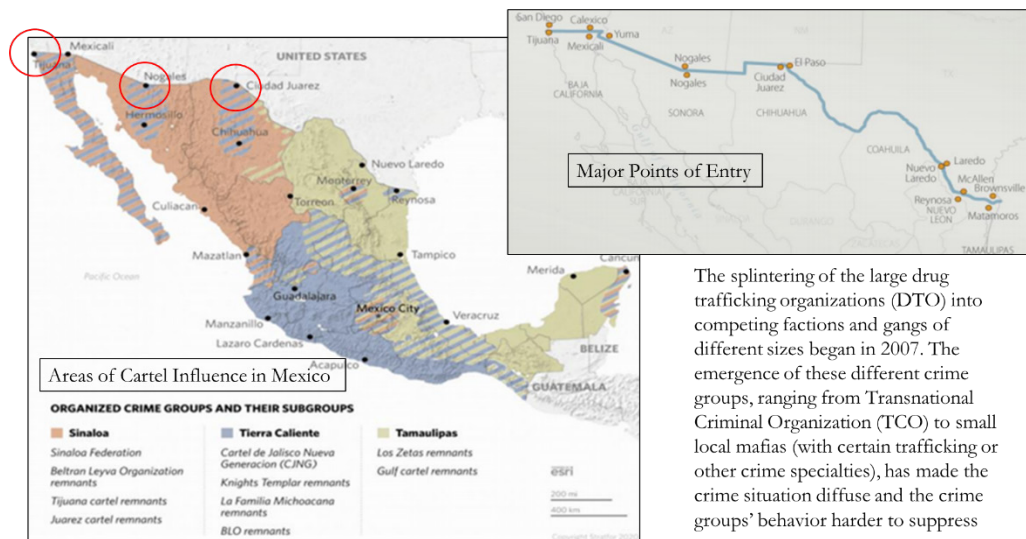 Mexicali
Tijuana
UNITED STATES
Nogales
Ciudad Juarez
Hermosillo
Chihuahua
Nuevo Laredo
Monterrey
Reynosa
Torreon
Culiacan
Mazatlan
Tampico
Pacific Ocean
Cancun
Merida
Guadalajara
Mexico City
Manzanillo
Veracruz
Lazaro Cardenas
Acapulco
BELIZE
GUATEMALA
Areas of Cartel Influence in Mexico
ORGANIZED CRIME GROUPS AND THEIR SUBGROUPS
Sinaloa
Sinaloa Federation
Beltran Leyva Organization
remnants
Tijuana cartel remnants
Juarez cartel remnants
Tierra Caliente
Cartel de Jalisco Nueva
Generacion (CJNG)
Knights Templar remnants
La Familia Michoacana
remnants
BLO remnants
Tamaulipas
Los Zetas remnants
Gulf cartel remnants
esri
200 mi
400 km
Copyright Stratfor 2020
San Diego
Tijuana
Calexico
Mexicali
Yuma
AZ
NM
Nogales
Nogales
El Paso
Ciudad
Juarez
BAJA
CALIFORNIA
SONORA
CHIHUAHUA
COAHUILA
Laredo
Nuevo
Laredo
McAllen
Brownsville
Reynosa
NUEVO
LEON
Matamoros
TAMAULIPAS
DURANGO
ZACATECAS
Major Points of Entry
The splintering of the large drug
trafficking organizations (DTO) into
competing factions and gangs of
different sizes began in 2007. The
emergence of these different crime
groups, ranging from Transnational
Criminal Organization (TCO) to small
local mafias (with certain trafficking or
other crime specialties), has made the
crime situation diffuse and the crime
groups' behavior harder to suppress